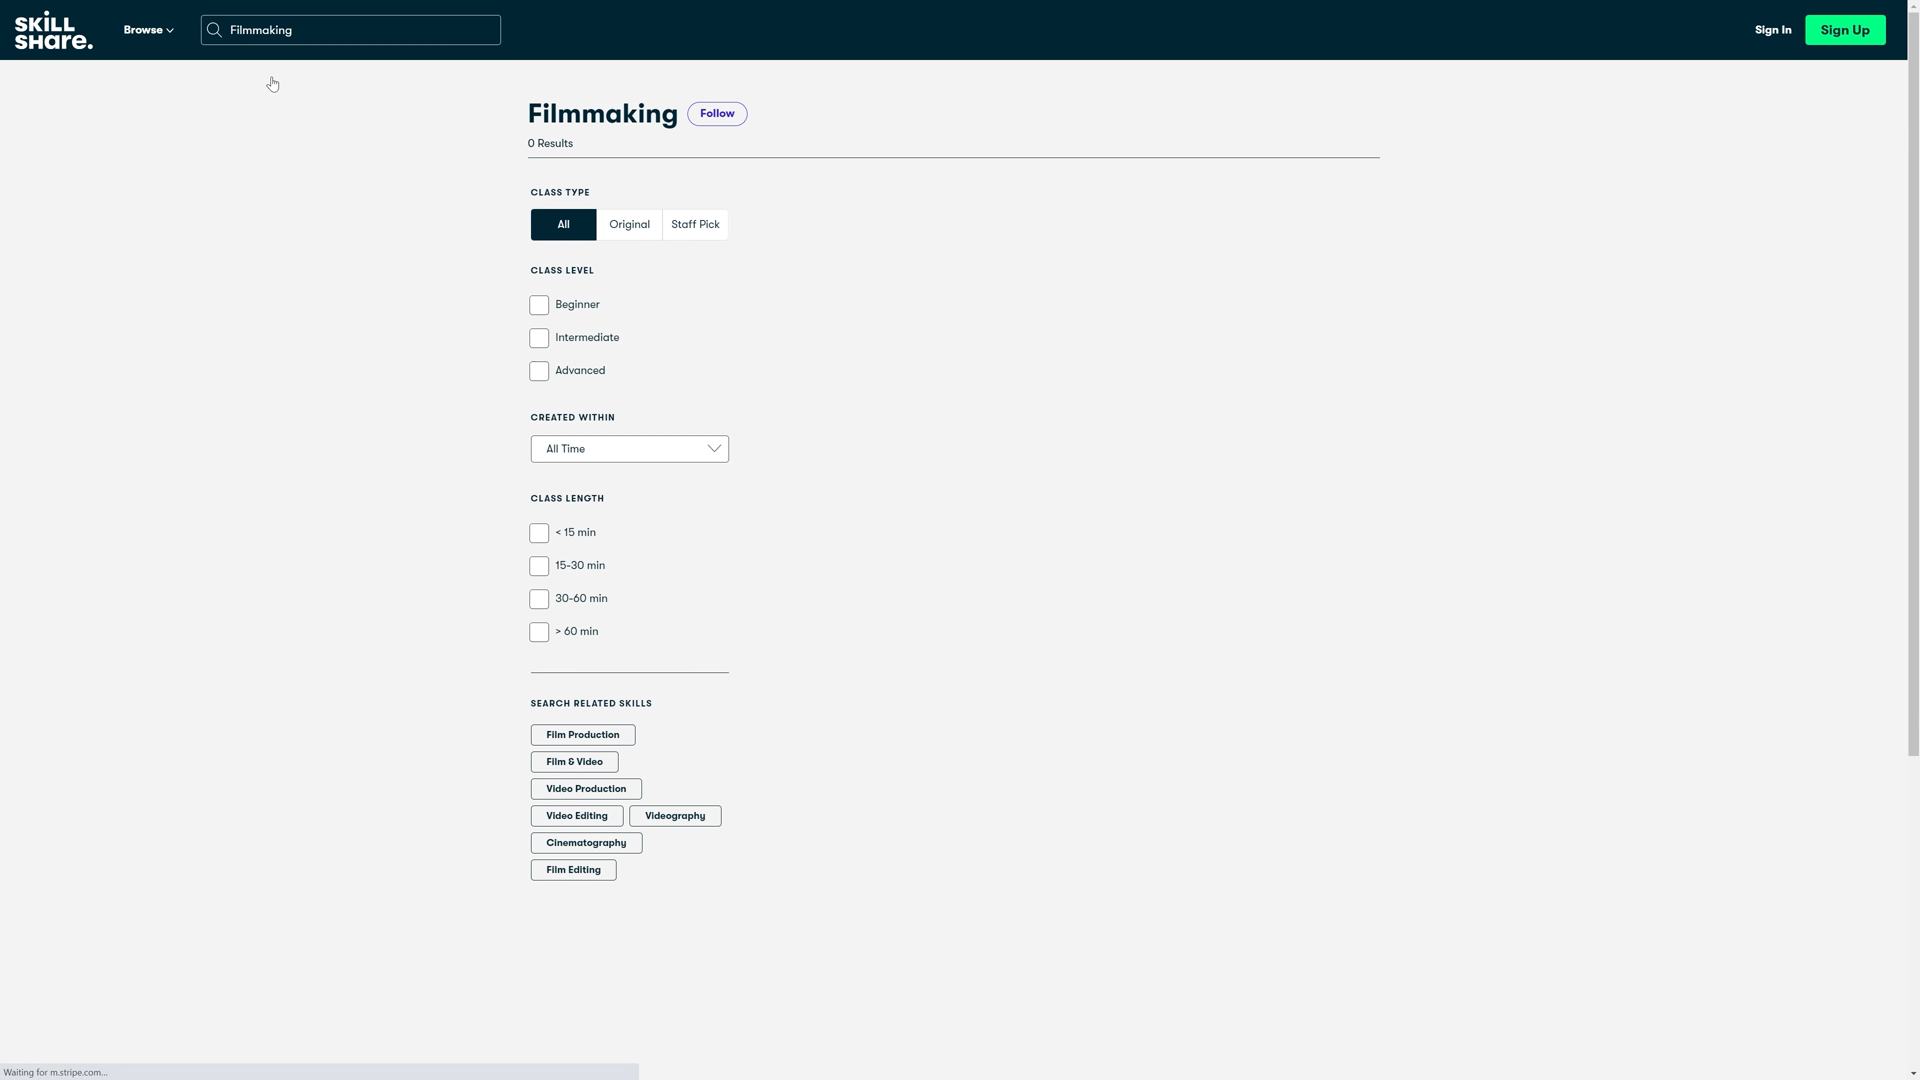 SKILL
SHare.
Browse
Filmmaking
Sign In
Sign Up
Filmmaking
Follow
0 Results
CLASS TYPE
All
Original
Staff Pick
CLASS LEVEL
Beginner
Intermediate
Advanced
CREATED WITHIN
All Time
CLASS LENGTH
< 15 min
15-30 min
30-60 min
> 60 min
SEARCH RELATED SKILLS
Film Production
Film & Video
Video Production
Video Editing
Videography
Cinematography
Film Editing
Waiting for m.stripe.com...